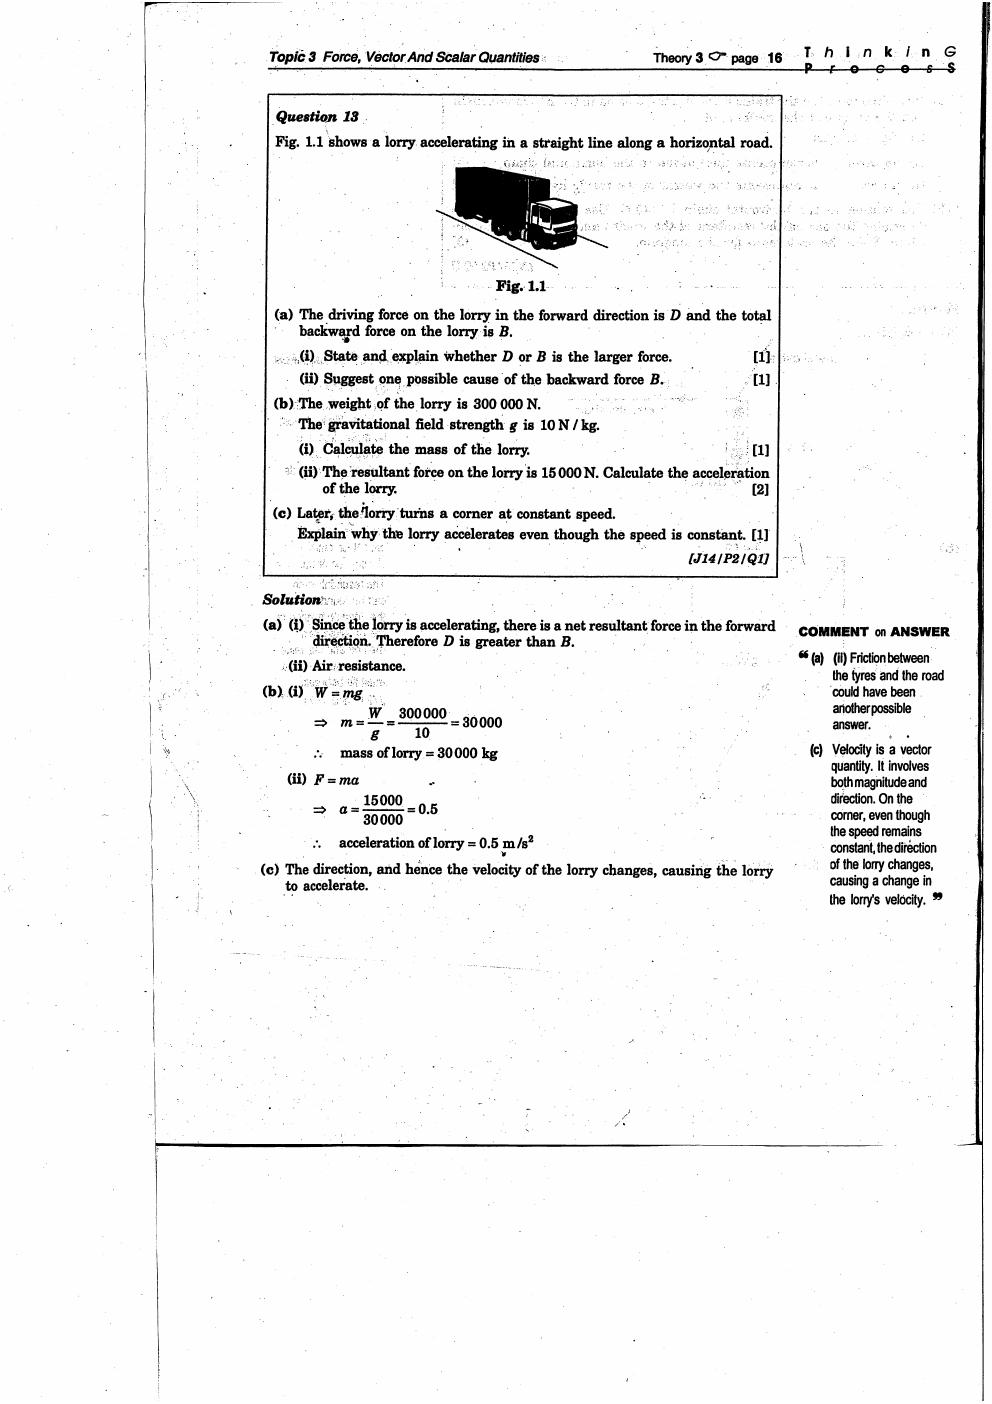 Topic 3 Force, Vector And Scalar Quantities Theory 3 ☞ page 16 ThinkinG
ProcesS
Question 13
Fig. 1.1 shows a lorry accelerating in a straight line along a horizontal road.
Fig. 1.1
(a) The driving force on the lorry in the forward direction is D and the total
backward force on the lorry is B.
(i) State and explain whether D or B is the larger force. [1]
(ii) Suggest one possible cause of the backward force B. [1]
(b) The weight of the lorry is 300 000 N.
The gravitational field strength g is 10 N / kg.
(i) Calculate the mass of the lorry. [1]
(ii) The resultant force on the lorry is 15 000 N. Calculate the acceleration
of the lorry. [2]
(c) Later, the lorry turns a corner at constant speed.
Explain why the lorry accelerates even though the speed is constant. [1]
[J14/P2/Q1]
Solution
(a) (i) Since the lorry is accelerating, there is a net resultant force in the forward
direction. Therefore D is greater than B.
(ii) Air resistance.
(b) (i) W = mg
⇒ m = W/g = 300 000/10 = 30 000
∴ mass of lorry = 30 000 kg
(ii) F = ma
⇒ a = 15 000/30 000 = 0.5
∴ acceleration of lorry = 0.5 m/s²
(c) The direction, and hence the velocity of the lorry changes, causing the lorry
to accelerate.
COMMENT on ANSWER
❝ (a) (ii) Friction between
the tyres and the road
could have been
another possible
answer.
(c) Velocity is a vector
quantity. It involves
both magnitude and
direction. On the
corner, even though
the speed remains
constant, the direction
of the lorry changes,
causing a change in
the lorry's velocity. ❞